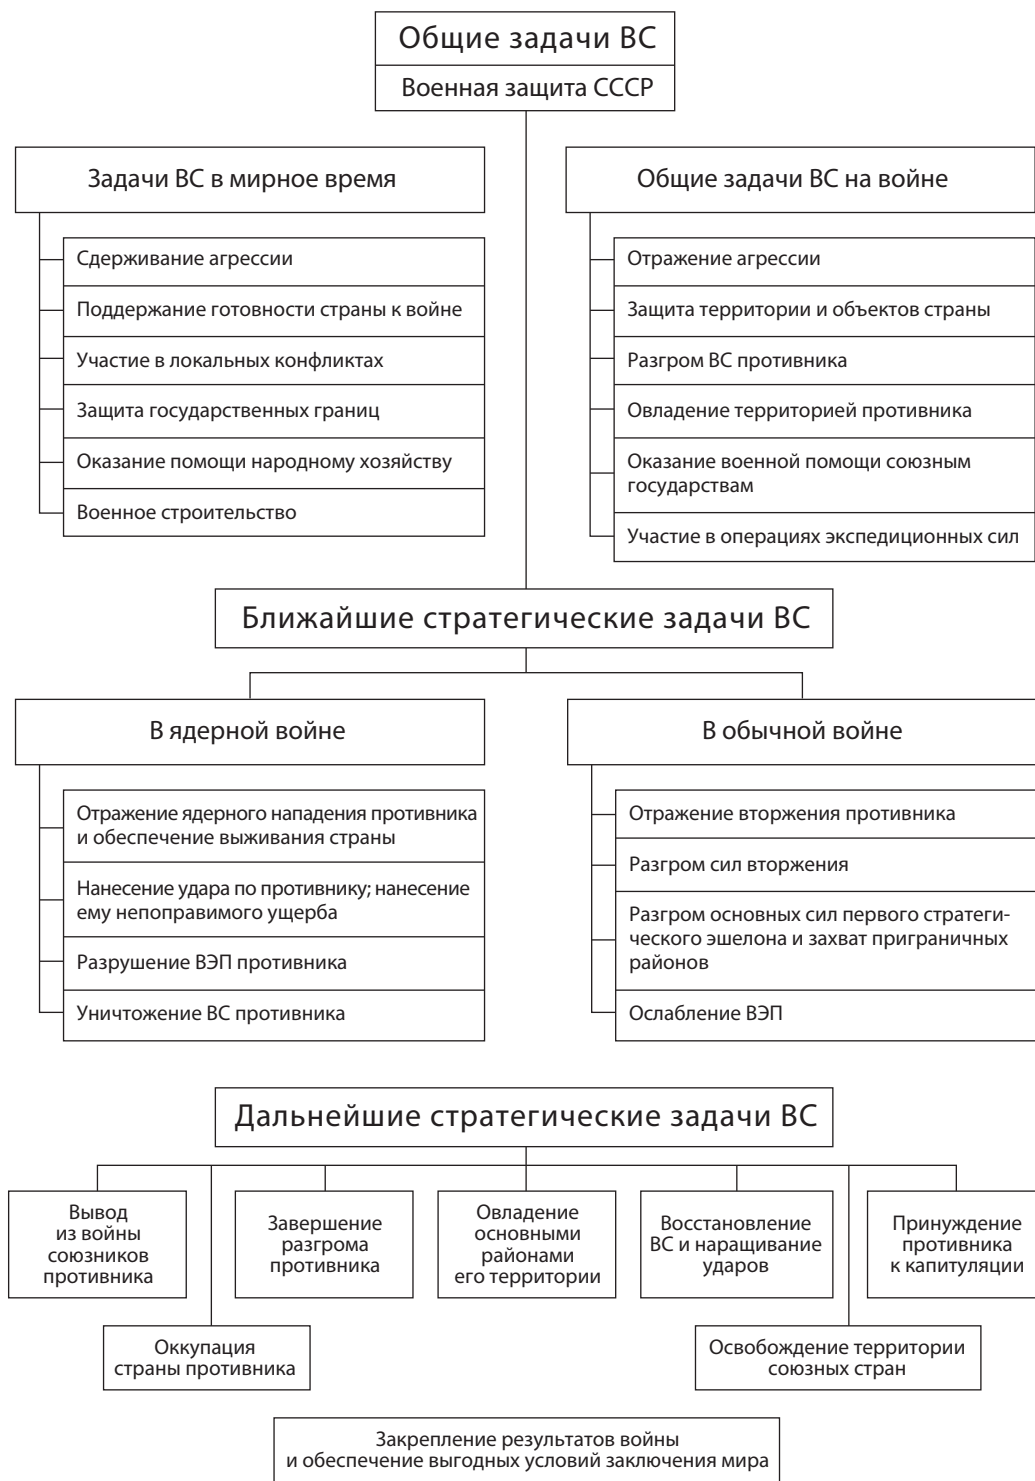 Общие задачи ВС
Военная защита СССР
Задачи ВС в мирное время
Сдерживание агрессии
Поддержание готовности страны к войне
Участие в локальных конфликтах
Защита государственных границ
Оказание помощи народному хозяйству
Военное строительство
Общие задачи ВС на войне
Отражение агрессии
Защита территории и объектов страны
Разгром ВС противника
Овладение территорией противника
Оказание военной помощи союзным
государствам
Участие в операциях экспедиционных сил
Ближайшие стратегические задачи ВС
В ядерной войне
Отражение ядерного нападения противника
и обеспечение выживания страны
Нанесение удара по противнику; нанесение
ему непоправимого ущерба
Разрушение ВЭП противника
Уничтожение ВС противника
В обычной войне
Отражение вторжения противника
Разгром сил вторжения
Разгром основных сил первого стратеги-
ческого эшелона и захват приграничных
районов
Ослабление ВЭП
Дальнейшие стратегические задачи ВС
Вывод
из войны
союзников
противника
Завершение
разгрома
противника
Овладение
основными
районами
его территории
Восстановление
ВС и наращивание
ударов
Принуждение
противника
к капитуляции
Оккупация
страны противника
Освобождение территории
союзных стран
Закрепление результатов войны
и обеспечение выгодных условий заключения мира